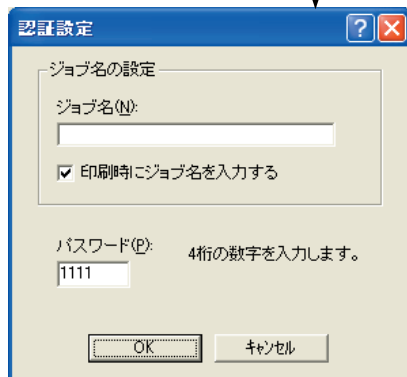 認証設定
ジョブ名の設定
ジョブ名(N):
印刷時にジョブ名を入力する
パスワード(P):
4桁の数字を入力します。
1111
OK
キャンセル